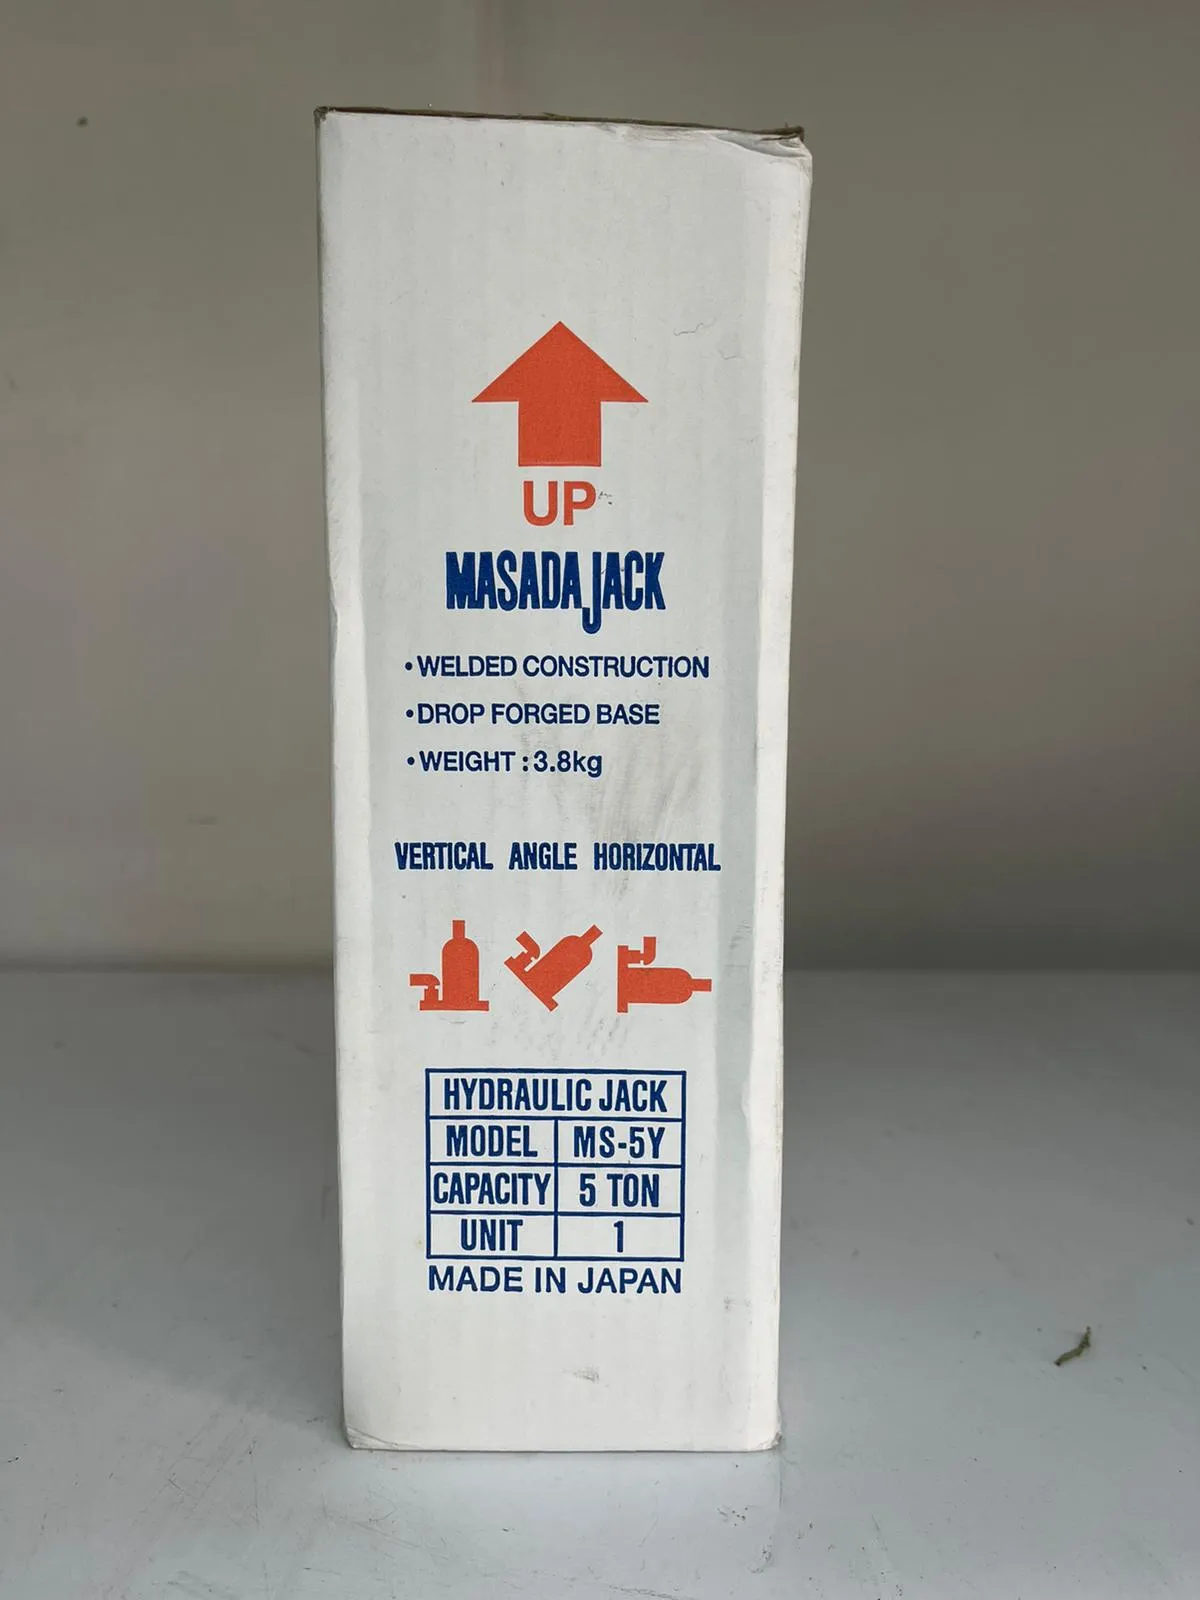 UP
MASADA JACK
•WELDED CONSTRUCTION
•DROP FORGED BASE
•WEIGHT : 3.8kg
VERTICAL ANGLE HORIZONTAL
HYDRAULIC JACK
MODEL MS-5Y
CAPACITY 5 TON
UNIT 1
MADE IN JAPAN